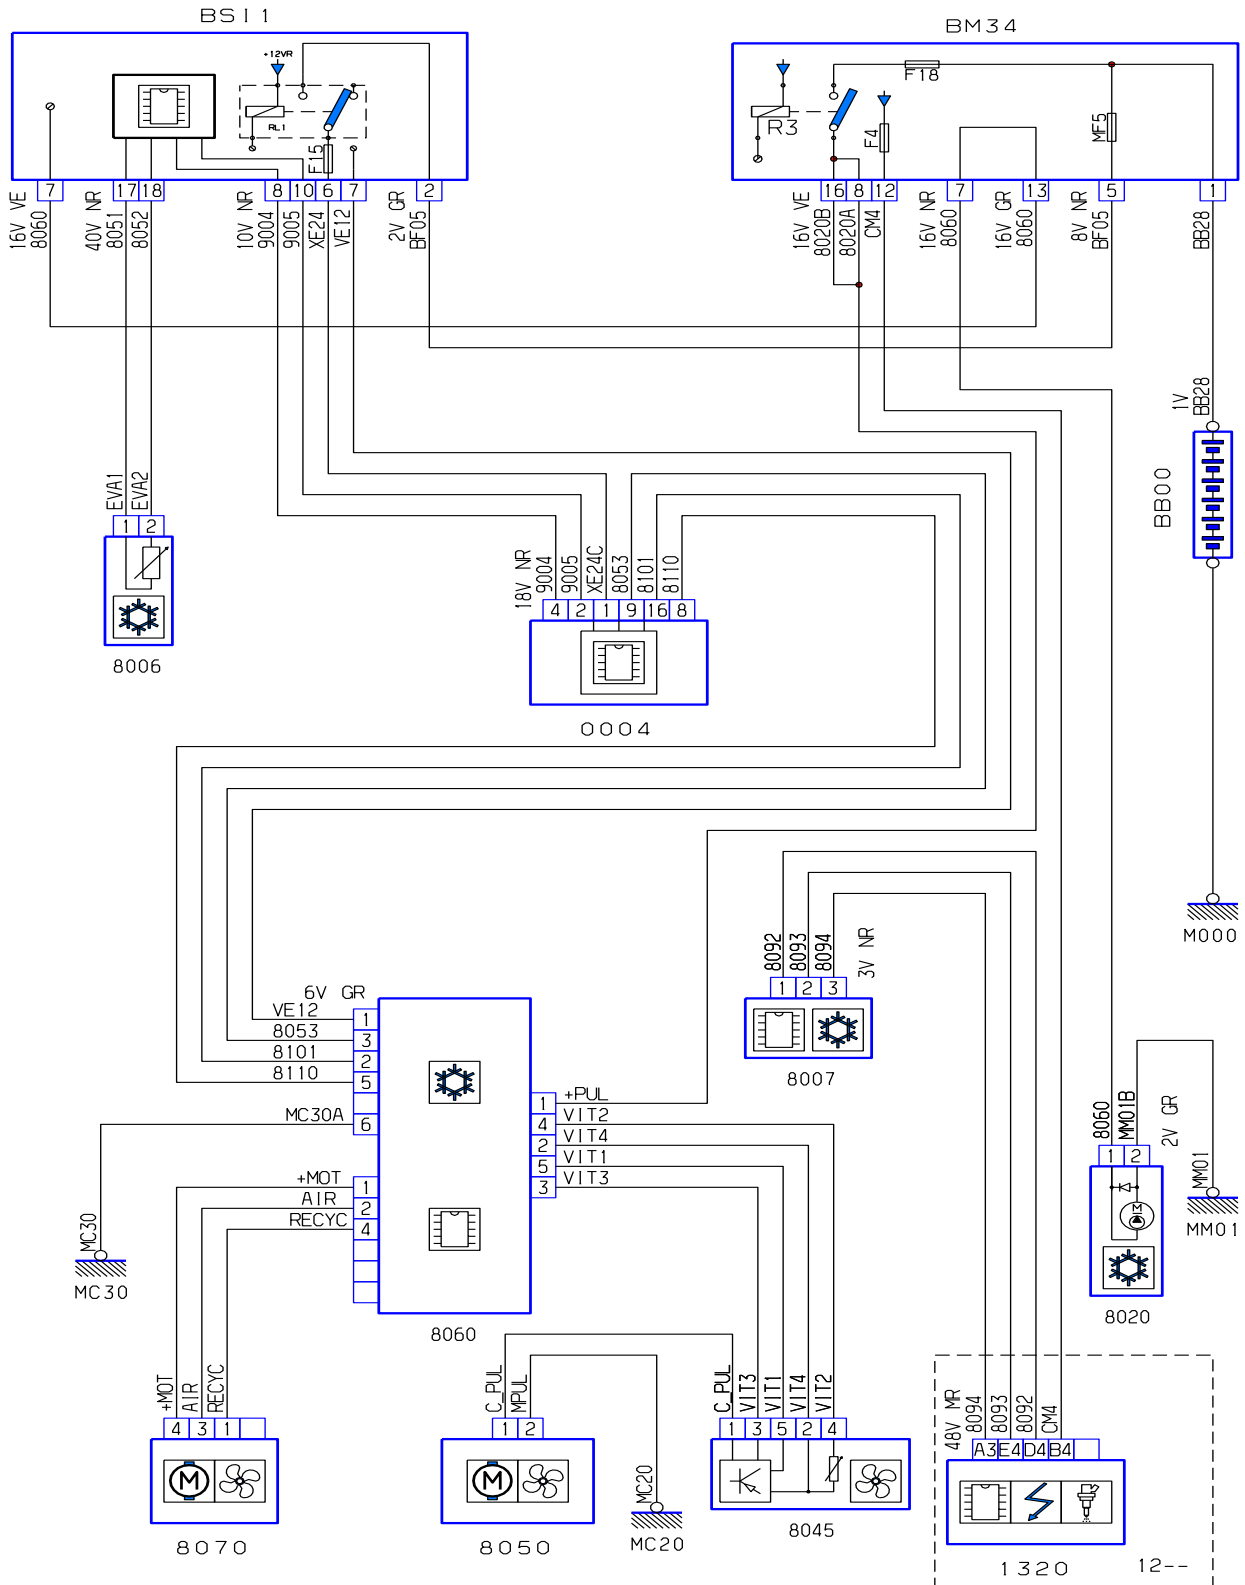 BSI1
BM34
+12VR
RL1
F15
R3
F4
F18
MF5
7
17
18
8
10
6
7
2
16
8
12
7
13
5
1
16V VE
8060
40V NR
8051
8052
10V NR
9004
9005
XE24
VE12
2V GR
BF05
16V VE
8020B
8020A
CM4
16V NR
8060
16V GR
8060
8V NR
BF05
BB28
1V
BB28
BB00
EVA1
EVA2
1
2
8006
18V NR
9004
9005
XE24C
8053
8101
8110
4
2
1
9
16
8
0004
M000
8092
8093
8094
3V NR
1
2
3
8007
6V GR
VE12
8053
8101
8110
MC30A
1
3
2
5
6
+MOT
AIR
RECYC
1
2
4
+PUL
VIT2
VIT4
VIT1
VIT3
1
4
2
5
3
8060
MC30
MC30
8060
MM01B
2V GR
1
2
M
8020
MM01
MM01
+MOT
AIR
RECYC
4
3
1
M
8070
C_PUL
MPUL
1
2
M
8050
MC20
MC20
C_PUL
VIT3
VIT1
VIT4
VIT2
1
3
5
2
4
8045
48V MR
8094
8093
8092
CM4
A3
E4
D4
B4
1320
12--